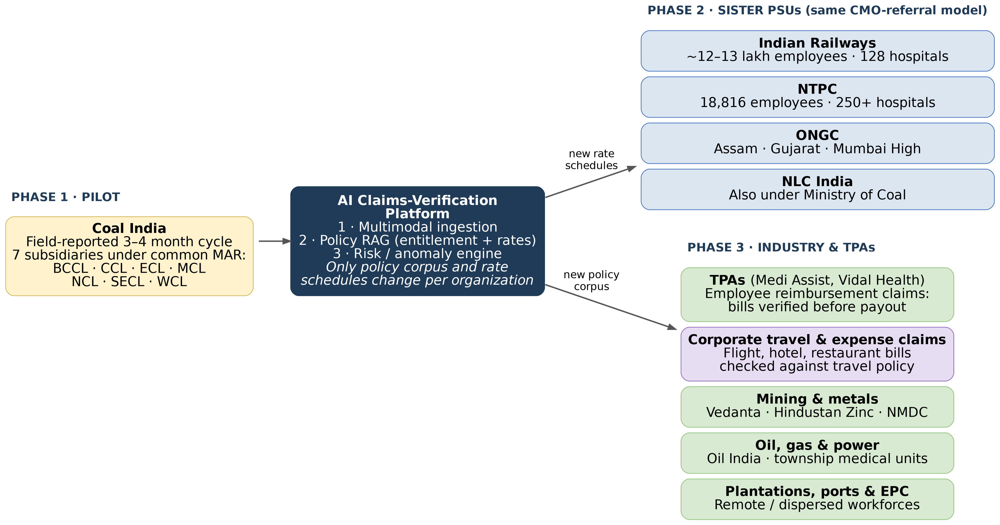 PHASE 1 · PILOT
Coal India
Field-reported 3–4 month cycle
7 subsidiaries under common MAR:
BCCL · CCL · ECL · MCL
NCL · SECL · WCL
AI Claims-Verification
Platform
1 · Multimodal ingestion
2 · Policy RAG (entitlement + rates)
3 · Risk / anomaly engine
Only policy corpus and rate
schedules change per organization
new rate
schedules
new policy
corpus
PHASE 2 · SISTER PSUs (same CMO-referral model)
Indian Railways
~12–13 lakh employees · 128 hospitals
NTPC
18,816 employees · 250+ hospitals
ONGC
Assam · Gujarat · Mumbai High
NLC India
Also under Ministry of Coal
PHASE 3 · INDUSTRY & TPAs
TPAs (Medi Assist, Vidal Health)
Employee reimbursement claims:
bills verified before payout
Corporate travel & expense claims
Flight, hotel, restaurant bills
checked against travel policy
Mining & metals
Vedanta · Hindustan Zinc · NMDC
Oil, gas & power
Oil India · township medical units
Plantations, ports & EPC
Remote / dispersed workforces